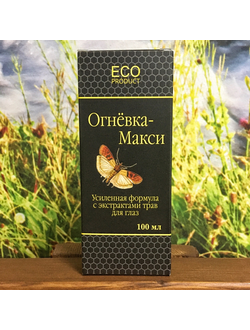 ECO
PRODUCT
Огнёвка-
Макси
Усиленная формула
с экстрактами трав
для глаз
100 мл